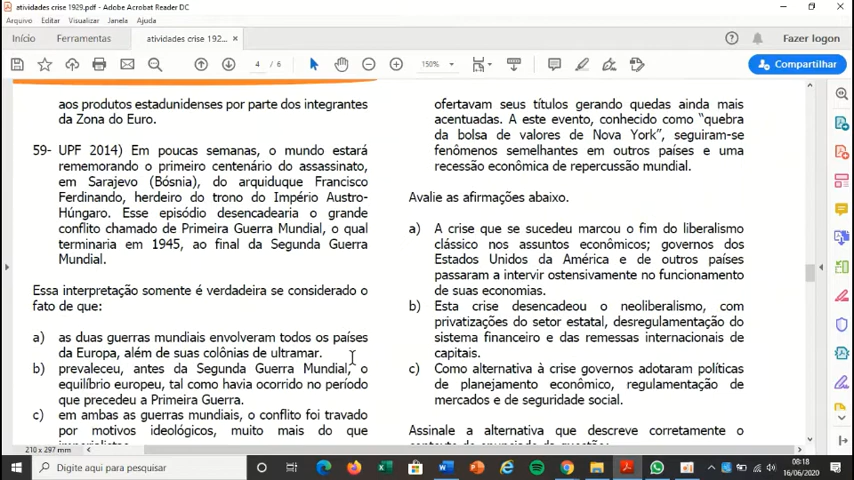 atividades crise 1929.pdf - Adobe Acrobat Reader DC
Arquivo Editar Visualizar Janela Ajuda
Início Ferramentas atividades crise 192... × Fazer logon
4 / 6 150% Compartilhar
aos produtos estadunidenses por parte dos integrantes
da Zona do Euro.
59- UPF 2014) Em poucas semanas, o mundo estará
rememorando o primeiro centenário do assassinato,
em Sarajevo (Bósnia), do arquiduque Francisco
Ferdinando, herdeiro do trono do Império Austro-
Húngaro. Esse episódio desencadearia o grande
conflito chamado de Primeira Guerra Mundial, o qual
terminaria em 1945, ao final da Segunda Guerra
Mundial.
Essa interpretação somente é verdadeira se considerado o
fato de que:
a) as duas guerras mundiais envolveram todos os países
da Europa, além de suas colônias de ultramar.
b) prevaleceu, antes da Segunda Guerra Mundial, o
equilíbrio europeu, tal como havia ocorrido no período
que precedeu a Primeira Guerra.
c) em ambas as guerras mundiais, o conflito foi travado
por motivos ideológicos, muito mais do que
imperialistas.
ofertavam seus títulos gerando quedas ainda mais
acentuadas. A este evento, conhecido como “quebra
da bolsa de valores de Nova York”, seguiram-se
fenômenos semelhantes em outros países e uma
recessão econômica de repercussão mundial.
Avalie as afirmações abaixo.
a) A crise que se sucedeu marcou o fim do liberalismo
clássico nos assuntos econômicos; governos dos
Estados Unidos da América e de outros países
passaram a intervir ostensivamente no funcionamento
de suas economias.
b) Esta crise desencadeou o neoliberalismo, com
privatizações do setor estatal, desregulamentação do
sistema financeiro e das remessas internacionais de
capitais.
c) Como alternativa à crise governos adotaram políticas
de planejamento econômico, regulamentação de
mercados e de seguridade social.
Assinale a alternativa que descreve corretamente o
contexto do enunciado da questão:
210 x 297 mm
Digite aqui para pesquisar
08:18
16/06/2020